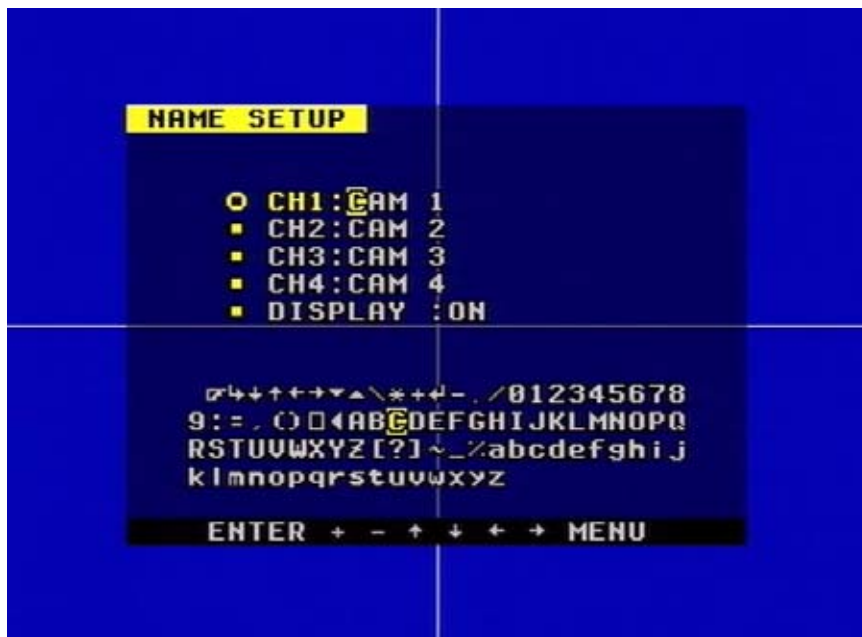 NAME SETUP
CH1:CAM 1
CH2:CAM 2
CH3:CAM 3
CH4:CAM 4
DISPLAY :ON
☞↳↓↑←→▼▲\*+↲-./012345678
9:=,()□◀ABCDEFGHIJKLMNOPQ
RSTUVWXYZ[?]~_%abcdefghij
klmnopqrstuvwxyz
ENTER + - ↑ ↓ ← → MENU